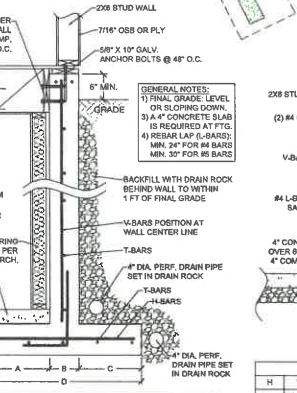 2X6 STUD WALL
7/16" OSB OR PLY
5/8" X 10" GALV.
ANCHOR BOLTS @ 48" O.C.
6" MIN.
GRADE
GENERAL NOTES:
1) FINAL GRADE: LEVEL
OR SLOPING DOWN.
3) A 4" CONCRETE SLAB
IS REQUIRED AT FTG.
4) REBAR LAP (L-BARS):
MIN. 24" FOR #4 BARS
MIN. 30" FOR #5 BARS
BACKFILL WITH DRAIN ROCK
BEHIND WALL TO WITHIN
1 FT OF FINAL GRADE
V-BARS POSITION AT
WALL CENTER LINE
T-BARS
4" DIA. PERF. DRAIN PIPE
SET IN DRAIN ROCK
T-BARS
H-BARS
4" DIA. PERF.
DRAIN PIPE SET
IN DRAIN ROCK
A
B
C
D
O.C.
PER
2X6 STU
(2) #4
V-BA
#4 L-B
SA
4" CON
OVER 6
4" COM
H